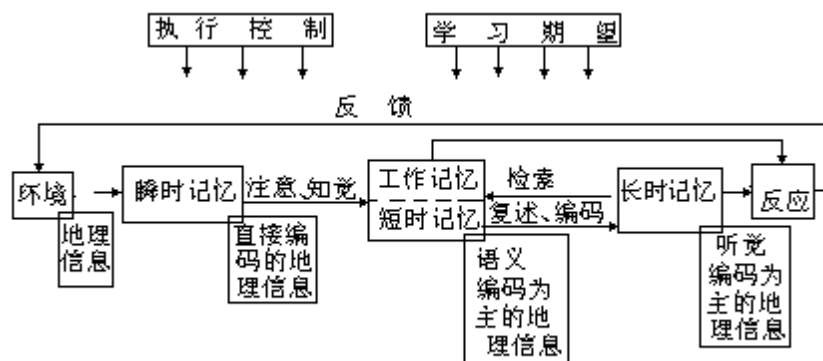 执行控制
学习期望
反馈
环境
瞬时记忆
注意、知觉
工作记忆
短时记忆
检索
复述、编码
长时记忆
反应
地理
信息
直接编
码的地
理信息
语义
编码为
主的地
理信息
听觉
编码为
主的地
理信息